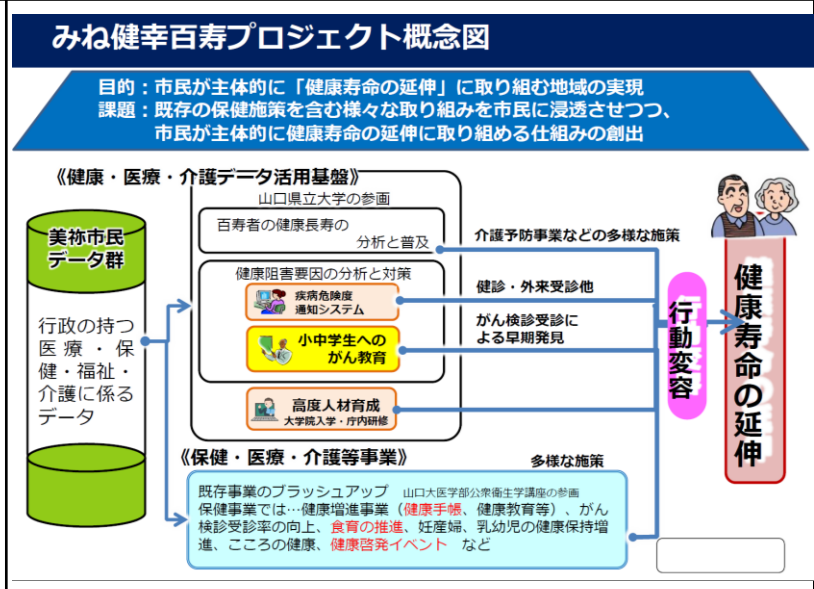 みね健幸百寿プロジェクト概念図
目的：市民が主体的に「健康寿命の延伸」に取り組む地域の実現
課題：既存の保健施策を含む様々な取り組みを市民に浸透させつつ、
市民が主体的に健康寿命の延伸に取り組める仕組みの創出
《健康・医療・介護データ活用基盤》
山口県立大学の参画
百寿者の健康長寿の
分析と普及
健康阻害要因の分析と対策
疾病危険度
通知システム
小中学生への
がん教育
高度人材育成
大学院入学・庁内研修
美祢市民
データ群
行政の持つ
医療・保
健・福祉・
介護に係る
データ
介護予防事業などの多様な施策
健診・外来受診他
がん検診受診に
よる早期発見
行動変容
健康寿命の延伸
《保健・医療・介護等事業》
多様な施策
既存事業のブラッシュアップ 山口大医学部公衆衛生学講座の参画
保健事業では…健康増進事業（健康手帳、健康教育等）、がん
検診受診率の向上、食育の推進、妊産婦、乳幼児の健康保持増
進、こころの健康、健康啓発イベント など